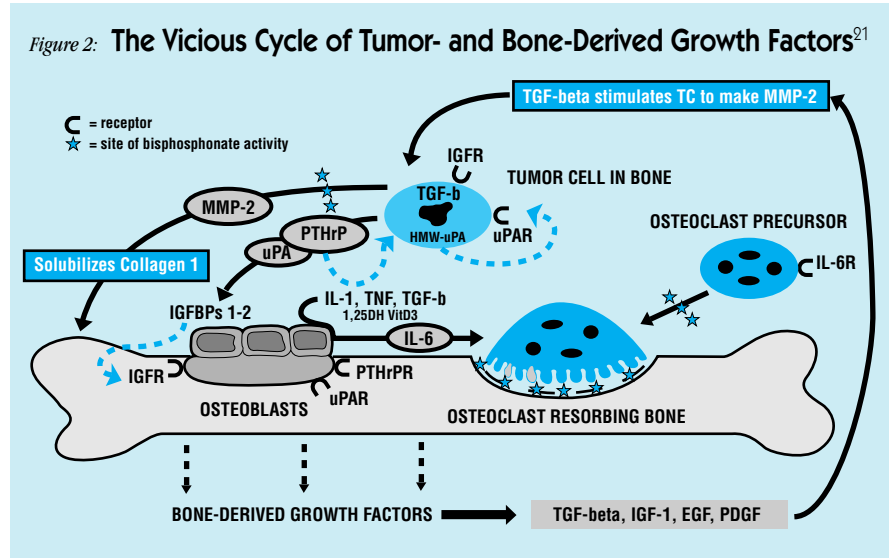 Figure 2: The Vicious Cycle of Tumor- and Bone-Derived Growth Factors21
TGF-beta stimulates TC to make MMP-2
= receptor
= site of bisphosphonate activity
IGFR
TGF-b
TUMOR CELL IN BONE
MMP-2
HMW-uPA
uPAR
PTHrP
uPA
OSTEOCLAST PRECURSOR
IL-6R
Solubilizes Collagen 1
IGFBPs 1-2
IL-1, TNF, TGF-b
1,25DH VitD3
IL-6
IGFR
PTHrPR
uPAR
OSTEOBLASTS
OSTEOCLAST RESORBING BONE
BONE-DERIVED GROWTH FACTORS
TGF-beta, IGF-1, EGF, PDGF